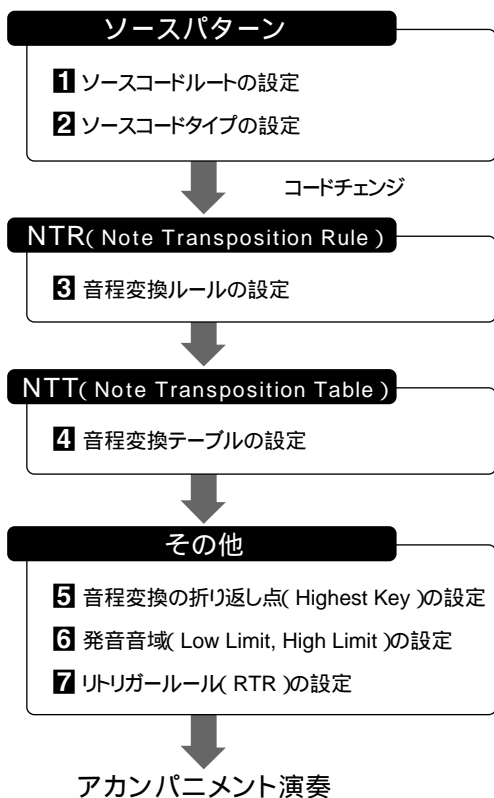 ソースパターン
1 ソースコードルートの設定
2 ソースコードタイプの設定
コードチェンジ
NTR( Note Transposition Rule )
3 音程変換ルールの設定
NTT( Note Transposition Table )
4 音程変換テーブルの設定
その他
5 音程変換の折り返し点( Highest Key )の設定
6 発音音域( Low Limit, High Limit )の設定
7 リトリガールール( RTR )の設定
アカンパニメント演奏